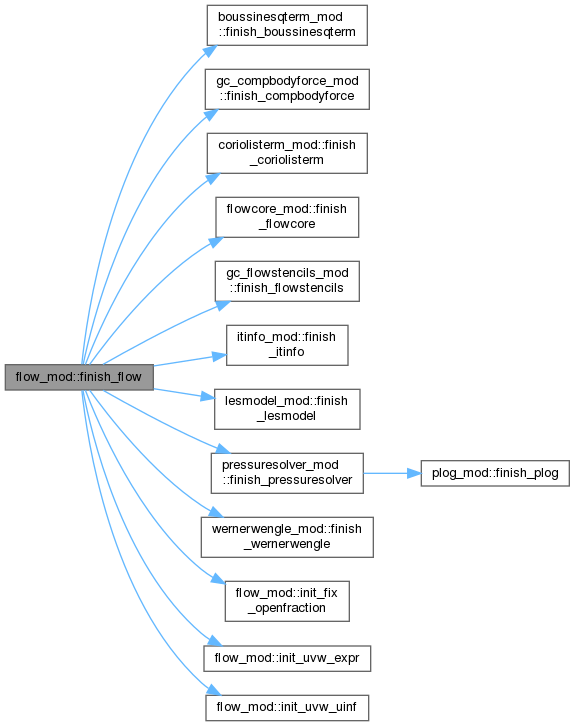 boussinesqterm_mod
::finish_boussinesqterm
gc_compbodyforce_mod
::finish_compbodyforce
coriolisterm_mod::finish
_coriolisterm
flowcore_mod::finish
_flowcore
gc_flowstencils_mod
::finish_flowstencils
itinfo_mod::finish
_itinfo
flow_mod::finish_flow
lesmodel_mod::finish
_lesmodel
pressuresolver_mod
::finish_pressuresolver
plog_mod::finish_plog
wernerwengle_mod::finish
_wernerwengle
flow_mod::init_fix
_openfraction
flow_mod::init_uvw_expr
flow_mod::init_uvw_uinf